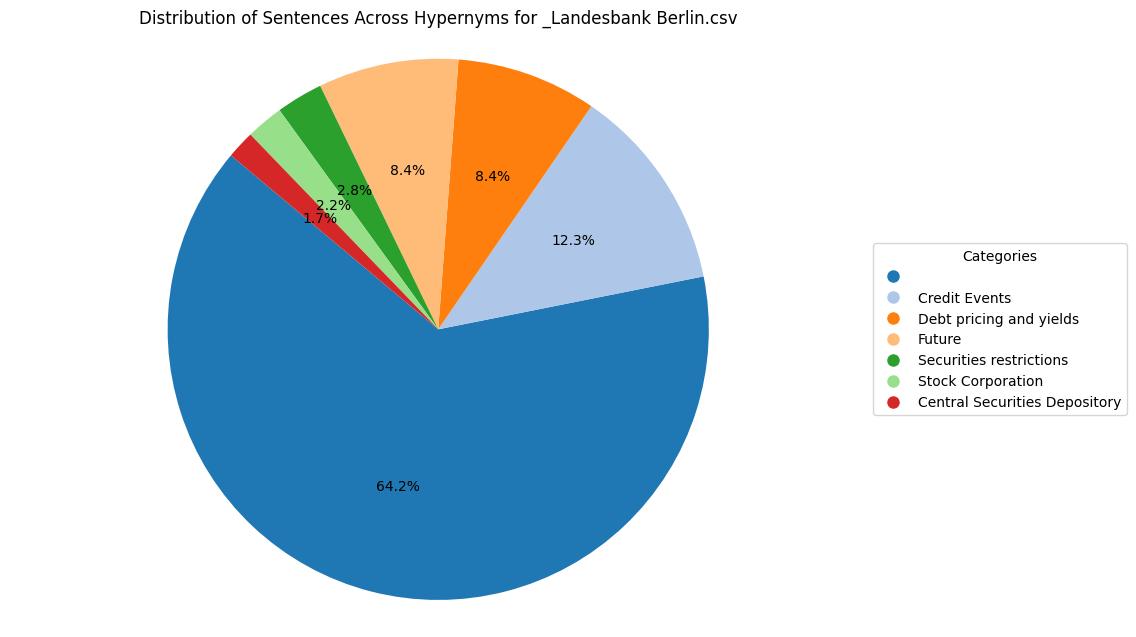 Distribution of Sentences Across Hypernyms for _Landesbank Berlin.csv
8.4%
8.4%
2.8%
2.2%
1.7%
12.3%
64.2%
Categories
Credit Events
Debt pricing and yields
Future
Securities restrictions
Stock Corporation
Central Securities Depository